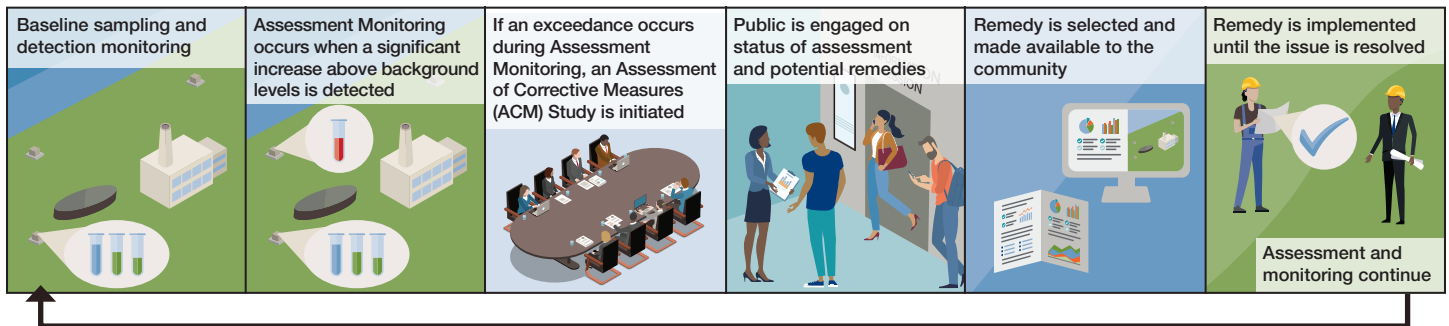 Baseline sampling and
detection monitoring
Assessment Monitoring
occurs when a significant
increase above background
levels is detected
If an exceedance occurs
during Assessment
Monitoring, an Assessment
of Corrective Measures
(ACM) Study is initiated
Public is engaged on
status of assessment
and potential remedies
Remedy is selected and
made available to the
community
Remedy is implemented
until the issue is resolved
Assessment and
monitoring continue